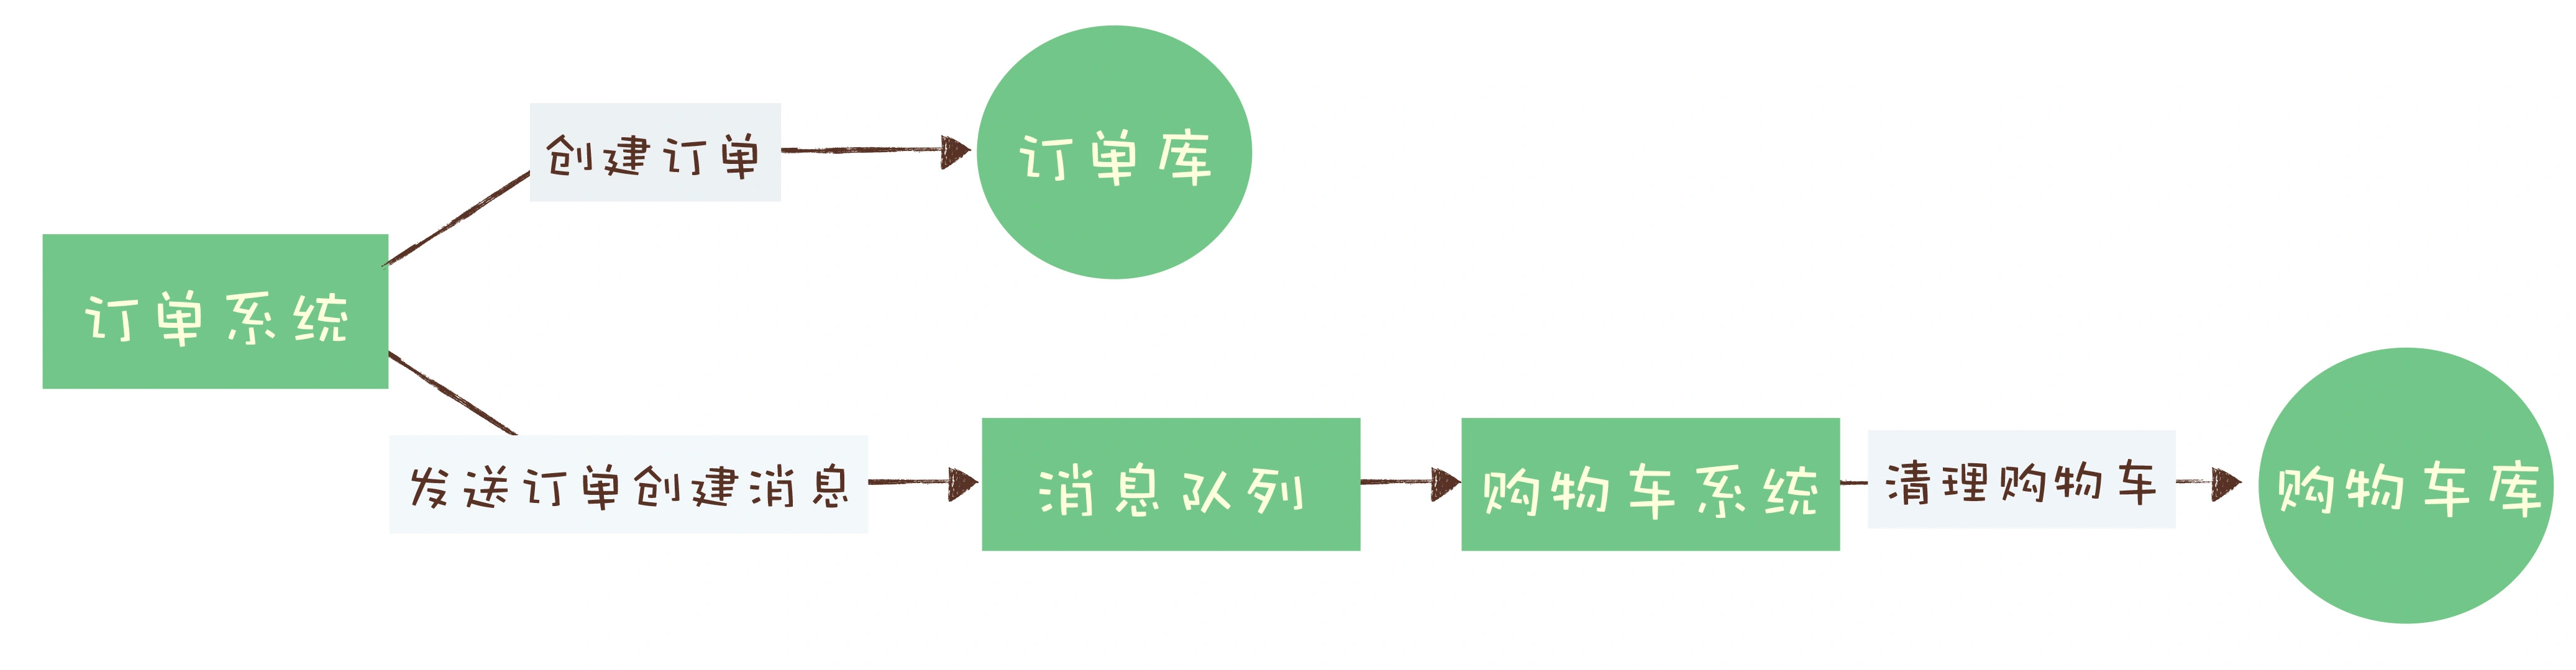 创建订单
订单库
订单系统
发送订单创建消息
消息队列
购物车系统
清理购物车
购物车库